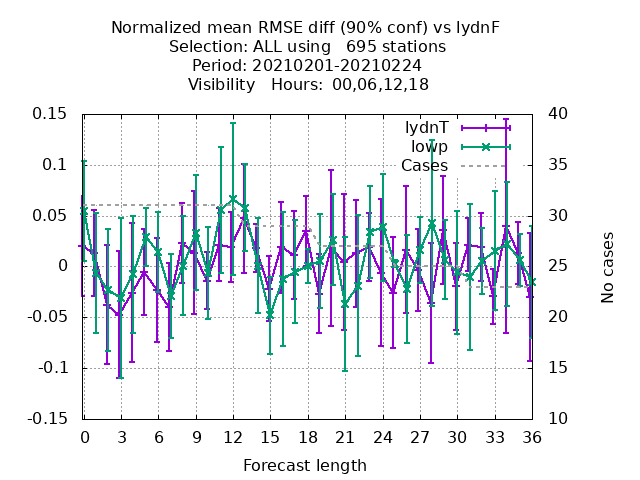 Normalized mean RMSE diff (90% conf) vs lydnF
Selection: ALL using   695 stations
Period: 20210201-20210224
Visibility   Hours: 00,06,12,18
lydnT
lowp
Cases
0.15
0.1
0.05
0
-0.05
-0.1
-0.15
40
35
30
25
20
15
10
No cases
0 3 6 9 12 15 18 21 24 27 30 33 36
Forecast length